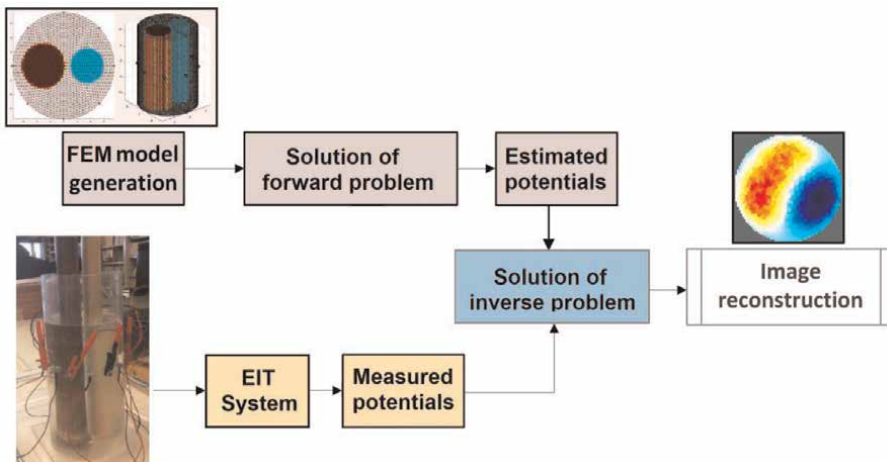 FEM model
generation
Solution of
forward problem
Estimated
potentials
Solution of
inverse problem
Image
reconstruction
EIT
System
Measured
potentials